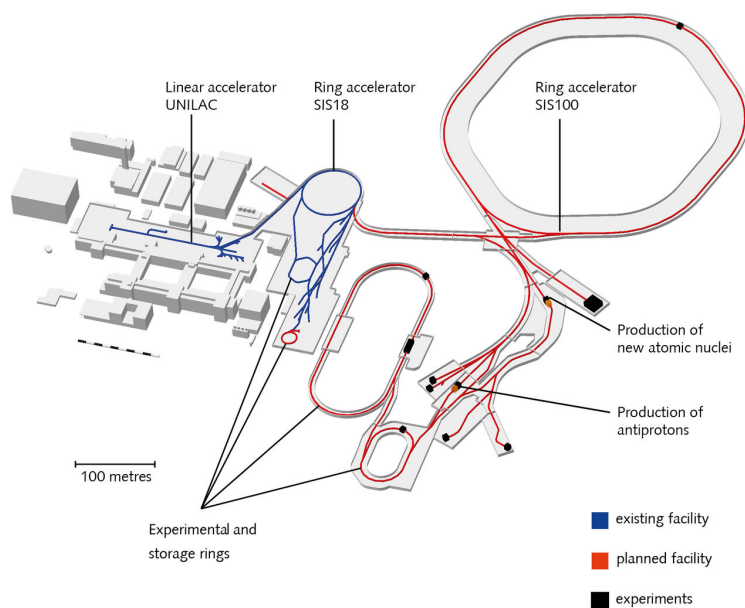 Linear accelerator
UNILAC
Ring accelerator
SIS18
Ring accelerator
SIS100
Production of
new atomic nuclei
Production of
antiprotons
100 metres
Experimental and
storage rings
existing facility
planned facility
experiments